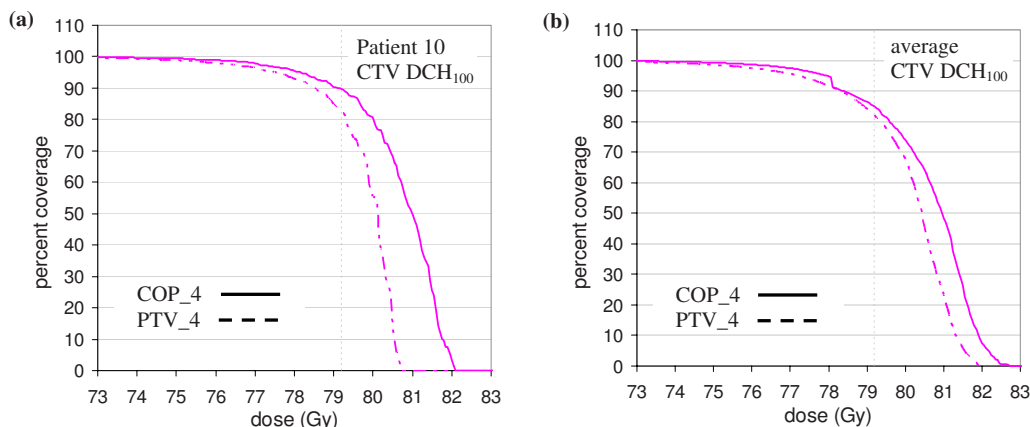 (a)
110
100
90
80
70
60
50
40
30
20
10
0
percent coverage
Patient 10
CTV DCH100
COP_4
PTV_4
73 74 75 76 77 78 79 80 81 82 83
dose (Gy)
(b)
110
100
90
80
70
60
50
40
30
20
10
0
percent coverage
average
CTV DCH100
COP_4
PTV_4
73 74 75 76 77 78 79 80 81 82 83
dose (Gy)